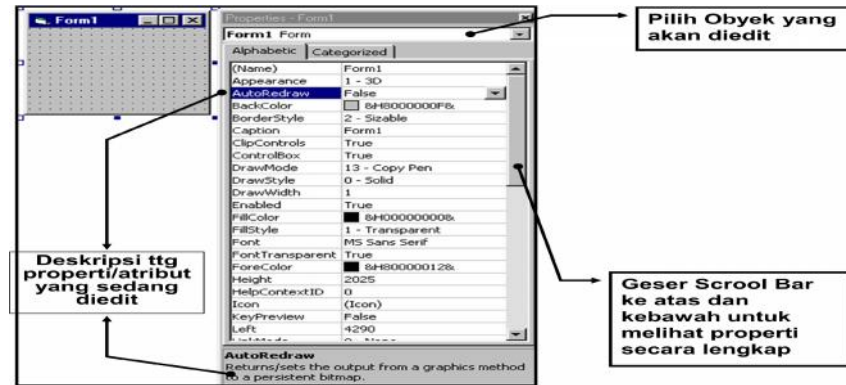 Form1
Properties - Form1
Form1 Form
Alphabetic Categorized
(Name) Form1
Appearance 1 - 3D
AutoRedraw False
BackColor &H8000000F&
BorderStyle 2 - Sizable
Caption Form1
ClipControls True
ControlBox True
DrawMode 13 - Copy Pen
DrawStyle 0 - Solid
DrawWidth 1
Enabled True
FillColor &H00000000&
FillStyle 1 - Transparent
Font MS Sans Serif
FontTransparent True
ForeColor &H80000012&
Height 2025
HelpContextID 0
Icon (Icon)
KeyPreview False
Left 4290
LinkMode 0 - None
AutoRedraw
Returns/sets the output from a graphics method
to a persistent bitmap.
Pilih Obyek yang
akan diedit
Deskripsi ttg
properti/atribut
yang sedang
diedit
Geser Scrool Bar
ke atas dan
kebawah untuk
melihat properti
secara lengkap